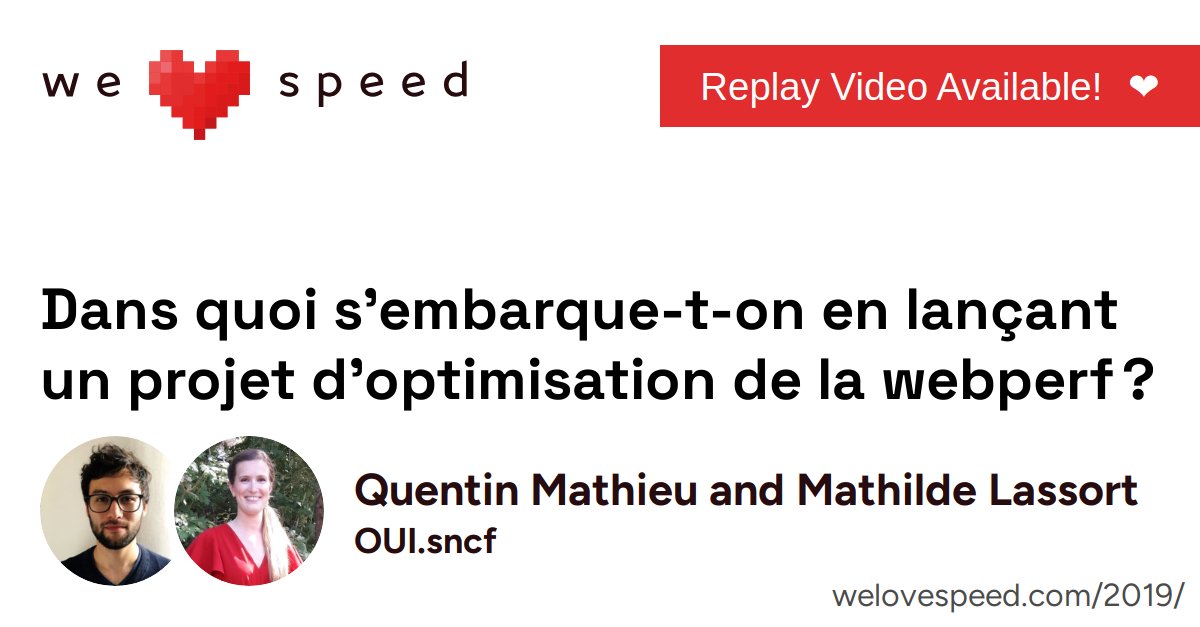 we ❤ speed
Replay Video Available! ❤
Dans quoi s’embarque-t-on en lançant
un projet d’optimisation de la webperf ?
Quentin Mathieu and Mathilde Lassort
OUI.sncf
welovespeed.com/2019/